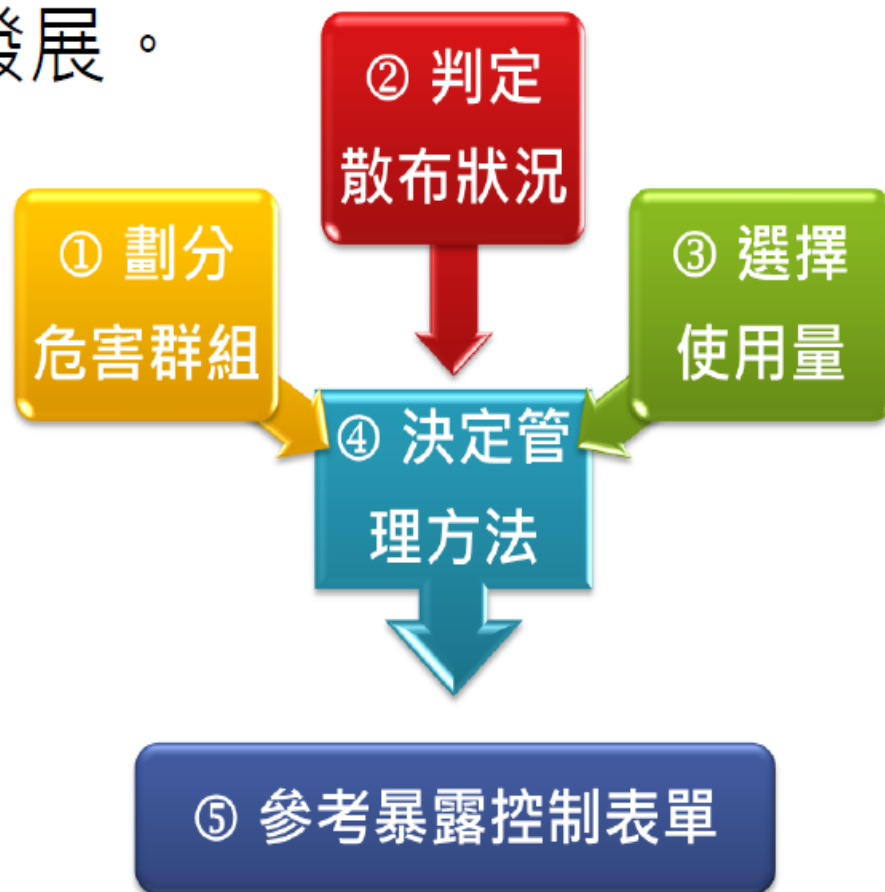 發展。
② 判定
散布狀況
① 劃分
危害群組
③ 選擇
使用量
④ 決定管
理方法
⑤ 參考暴露控制表單